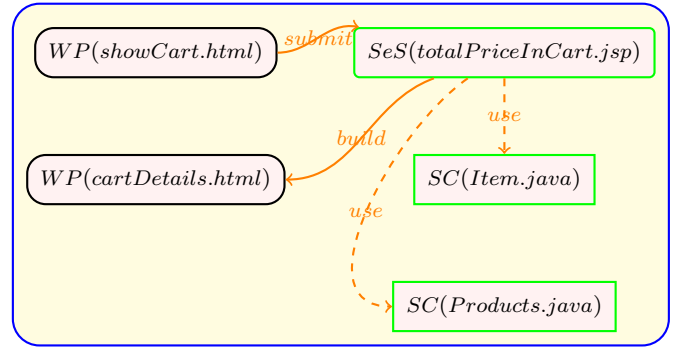 WP(showCart.html)
submit
SeS(totalPriceInCart.jsp)
use
build
WP(cartDetails.html)
SC(Item.java)
use
SC(Products.java)